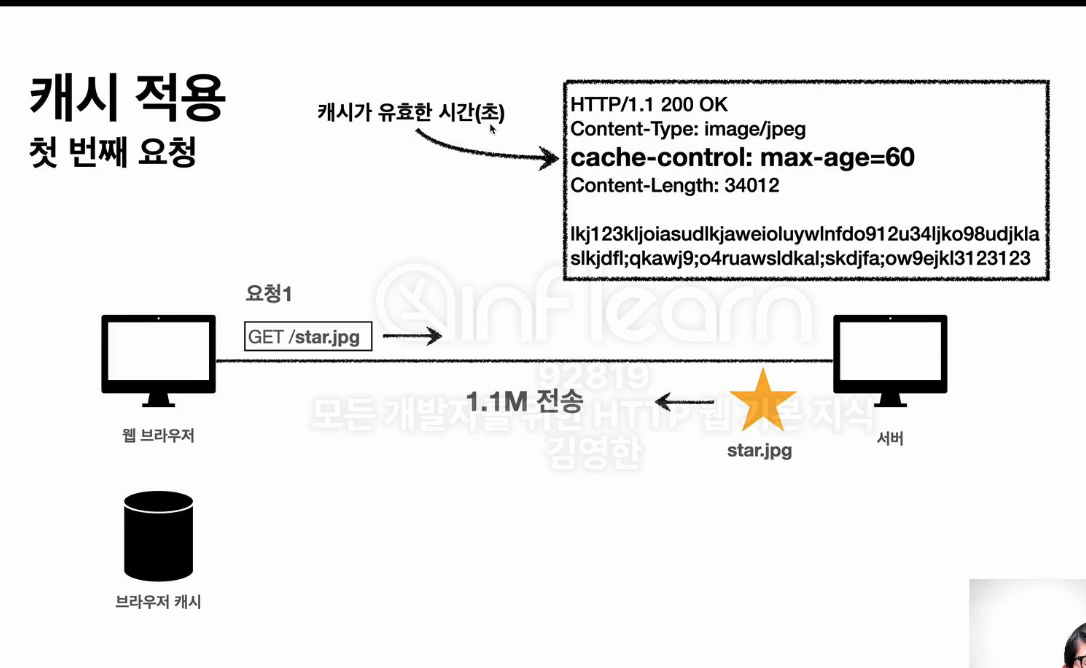 캐시 적용
첫 번째 요청
캐시가 유효한 시간(초)
HTTP/1.1 200 OK
Content-Type: image/jpeg
cache-control: max-age=60
Content-Length: 34012
lkj123kljoiasudlkjaweioluywlnfdo912u34ljko98udjkla
slkjdfl;qkawj9;o4ruawsldkal;skdjfa;ow9ejkl3123123
요청1
GET /star.jpg
inflearn
92819
모든 개발자를 위한 HTTP 웹 기본 지식
김영한
1.1M 전송
star.jpg
웹 브라우저
서버
브라우저 캐시